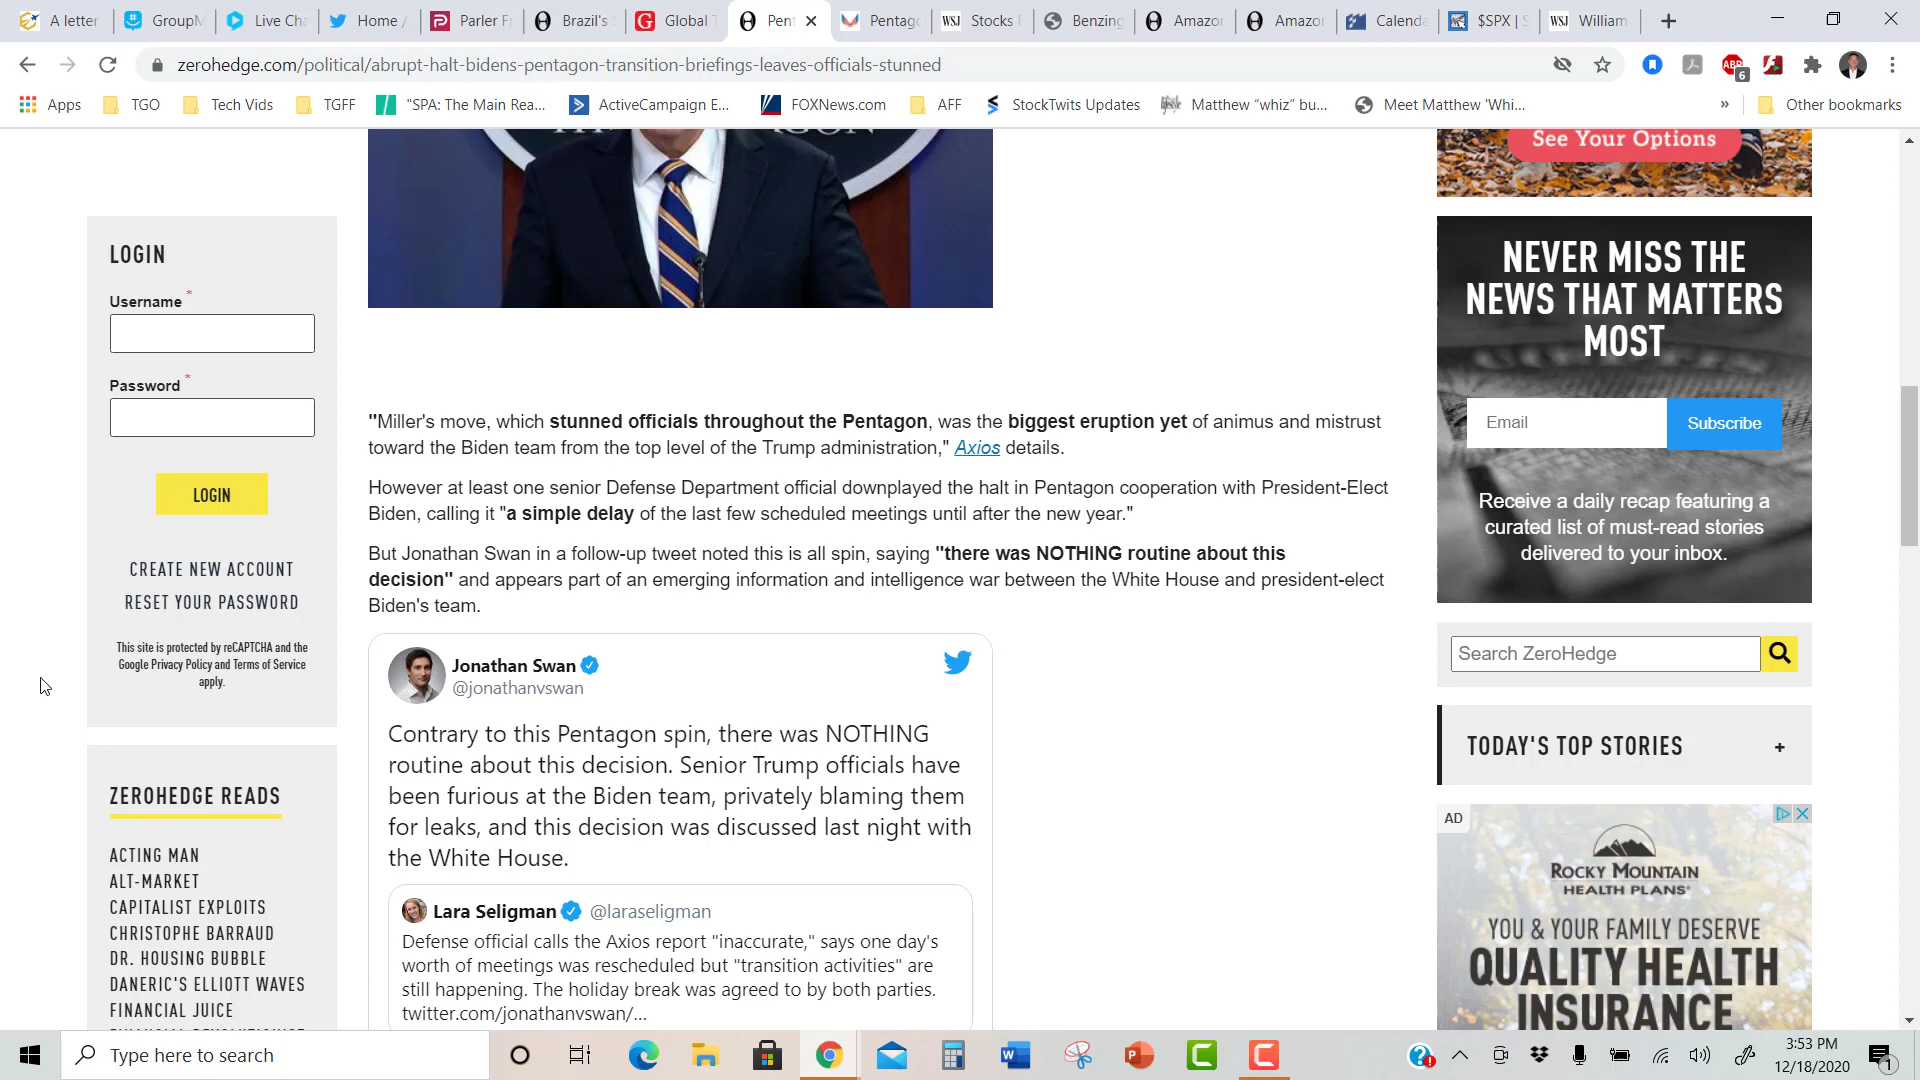 A letter
GroupM
Live Cha
Home /
Parler Fr
Brazil's
Global T
Pent
Pentago
WSJ
Stocks
Benzing
Amazon
Amazon
Calenda
$SPX | S
WSJ
William
zerohedge.com/political/abrupt-halt-bidens-pentagon-transition-briefings-leaves-officials-stunned
ABP
6
Apps
TGO
Tech Vids
TGFF
"SPA: The Main Rea...
ActiveCampaign E...
FOXNews.com
AFF
StockTwits Updates
Matthew “whiz” bu...
Meet Matthew 'Whi...
»
Other bookmarks
LOGIN
Username *
Password *
LOGIN
CREATE NEW ACCOUNT
RESET YOUR PASSWORD
This site is protected by reCAPTCHA and the
Google Privacy Policy and Terms of Service
apply.
ZEROHEDGE READS
ACTING MAN
ALT-MARKET
CAPITALIST EXPLOITS
CHRISTOPHE BARRAUD
DR. HOUSING BUBBLE
DANERIC'S ELLIOTT WAVES
FINANCIAL JUICE
"Miller's move, which stunned officials throughout the Pentagon, was the biggest eruption yet of animus and mistrust
toward the Biden team from the top level of the Trump administration," Axios details.
However at least one senior Defense Department official downplayed the halt in Pentagon cooperation with President-Elect
Biden, calling it "a simple delay of the last few scheduled meetings until after the new year."
But Jonathan Swan in a follow-up tweet noted this is all spin, saying "there was NOTHING routine about this
decision" and appears part of an emerging information and intelligence war between the White House and president-elect
Biden's team.
Jonathan Swan
@jonathanvswan
Contrary to this Pentagon spin, there was NOTHING
routine about this decision. Senior Trump officials have
been furious at the Biden team, privately blaming them
for leaks, and this decision was discussed last night with
the White House.
Lara Seligman @laraseligman
Defense official calls the Axios report "inaccurate," says one day's
worth of meetings was rescheduled but "transition activities" are
still happening. The holiday break was agreed to by both parties.
twitter.com/jonathanvswan/...
See Your Options
NEVER MISS THE
NEWS THAT MATTERS
MOST
Email
Subscribe
Receive a daily recap featuring a
curated list of must-read stories
delivered to your inbox.
Search ZeroHedge
TODAY'S TOP STORIES +
AD
ROCKY MOUNTAIN
HEALTH PLANS®
YOU & YOUR FAMILY DESERVE
QUALITY HEALTH
INSURANCE
Type here to search
3:53 PM
12/18/2020
1